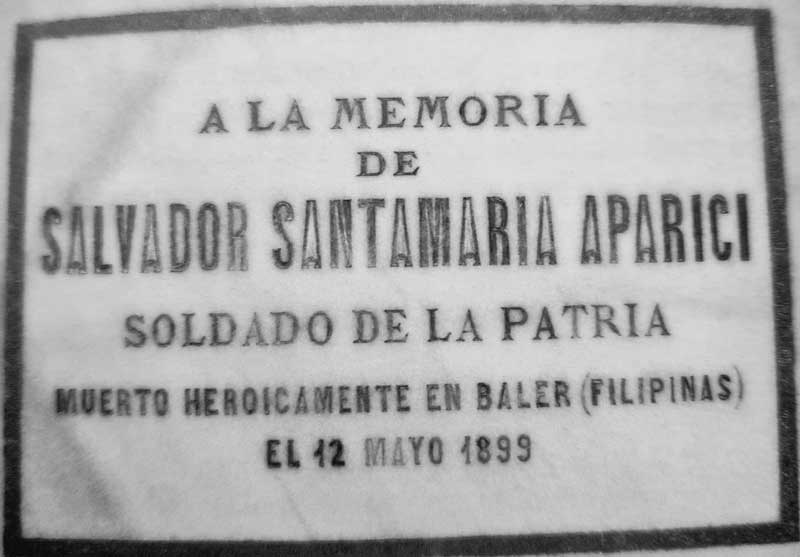 A LA MEMORIA
DE
SALVADOR SANTAMARIA APARICI
SOLDADO DE LA PATRIA
MUERTO HEROICAMENTE EN BALER (FILIPINAS)
EL 12 MAYO 1899